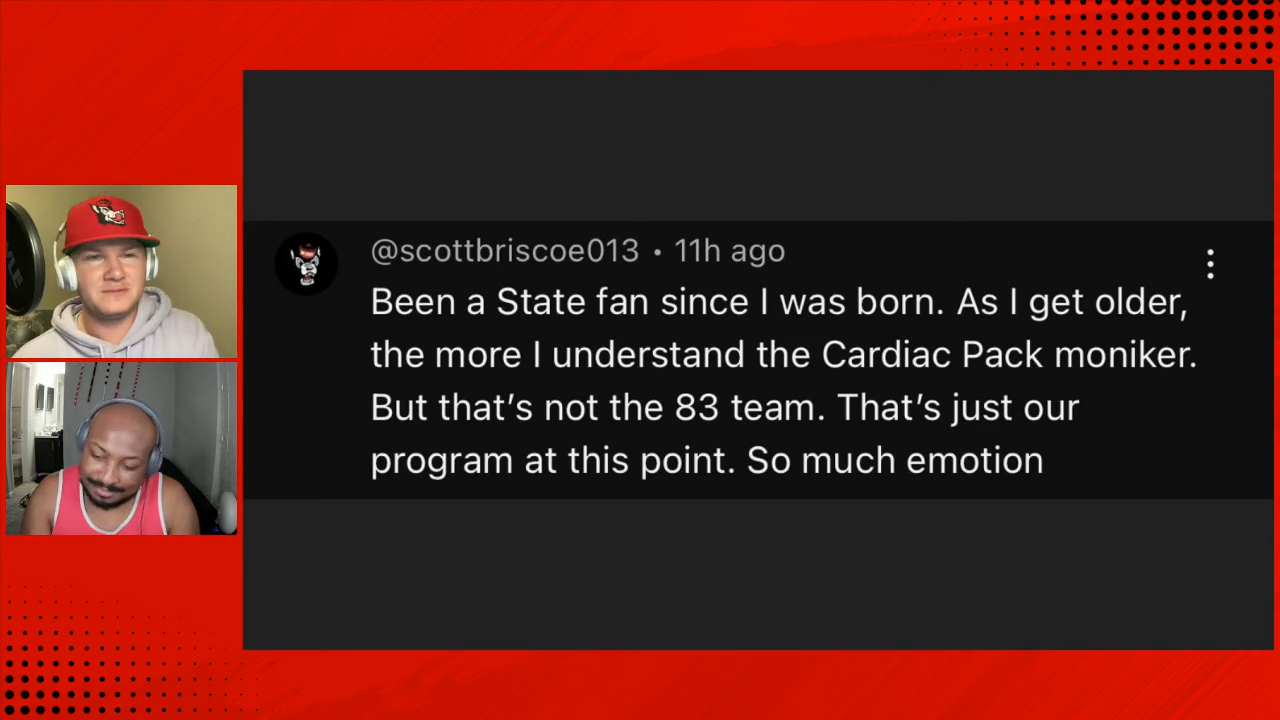 @scottbriscoe013 • 11h ago
Been a State fan since I was born. As I get older,
the more I understand the Cardiac Pack moniker.
But that’s not the 83 team. That’s just our
program at this point. So much emotion